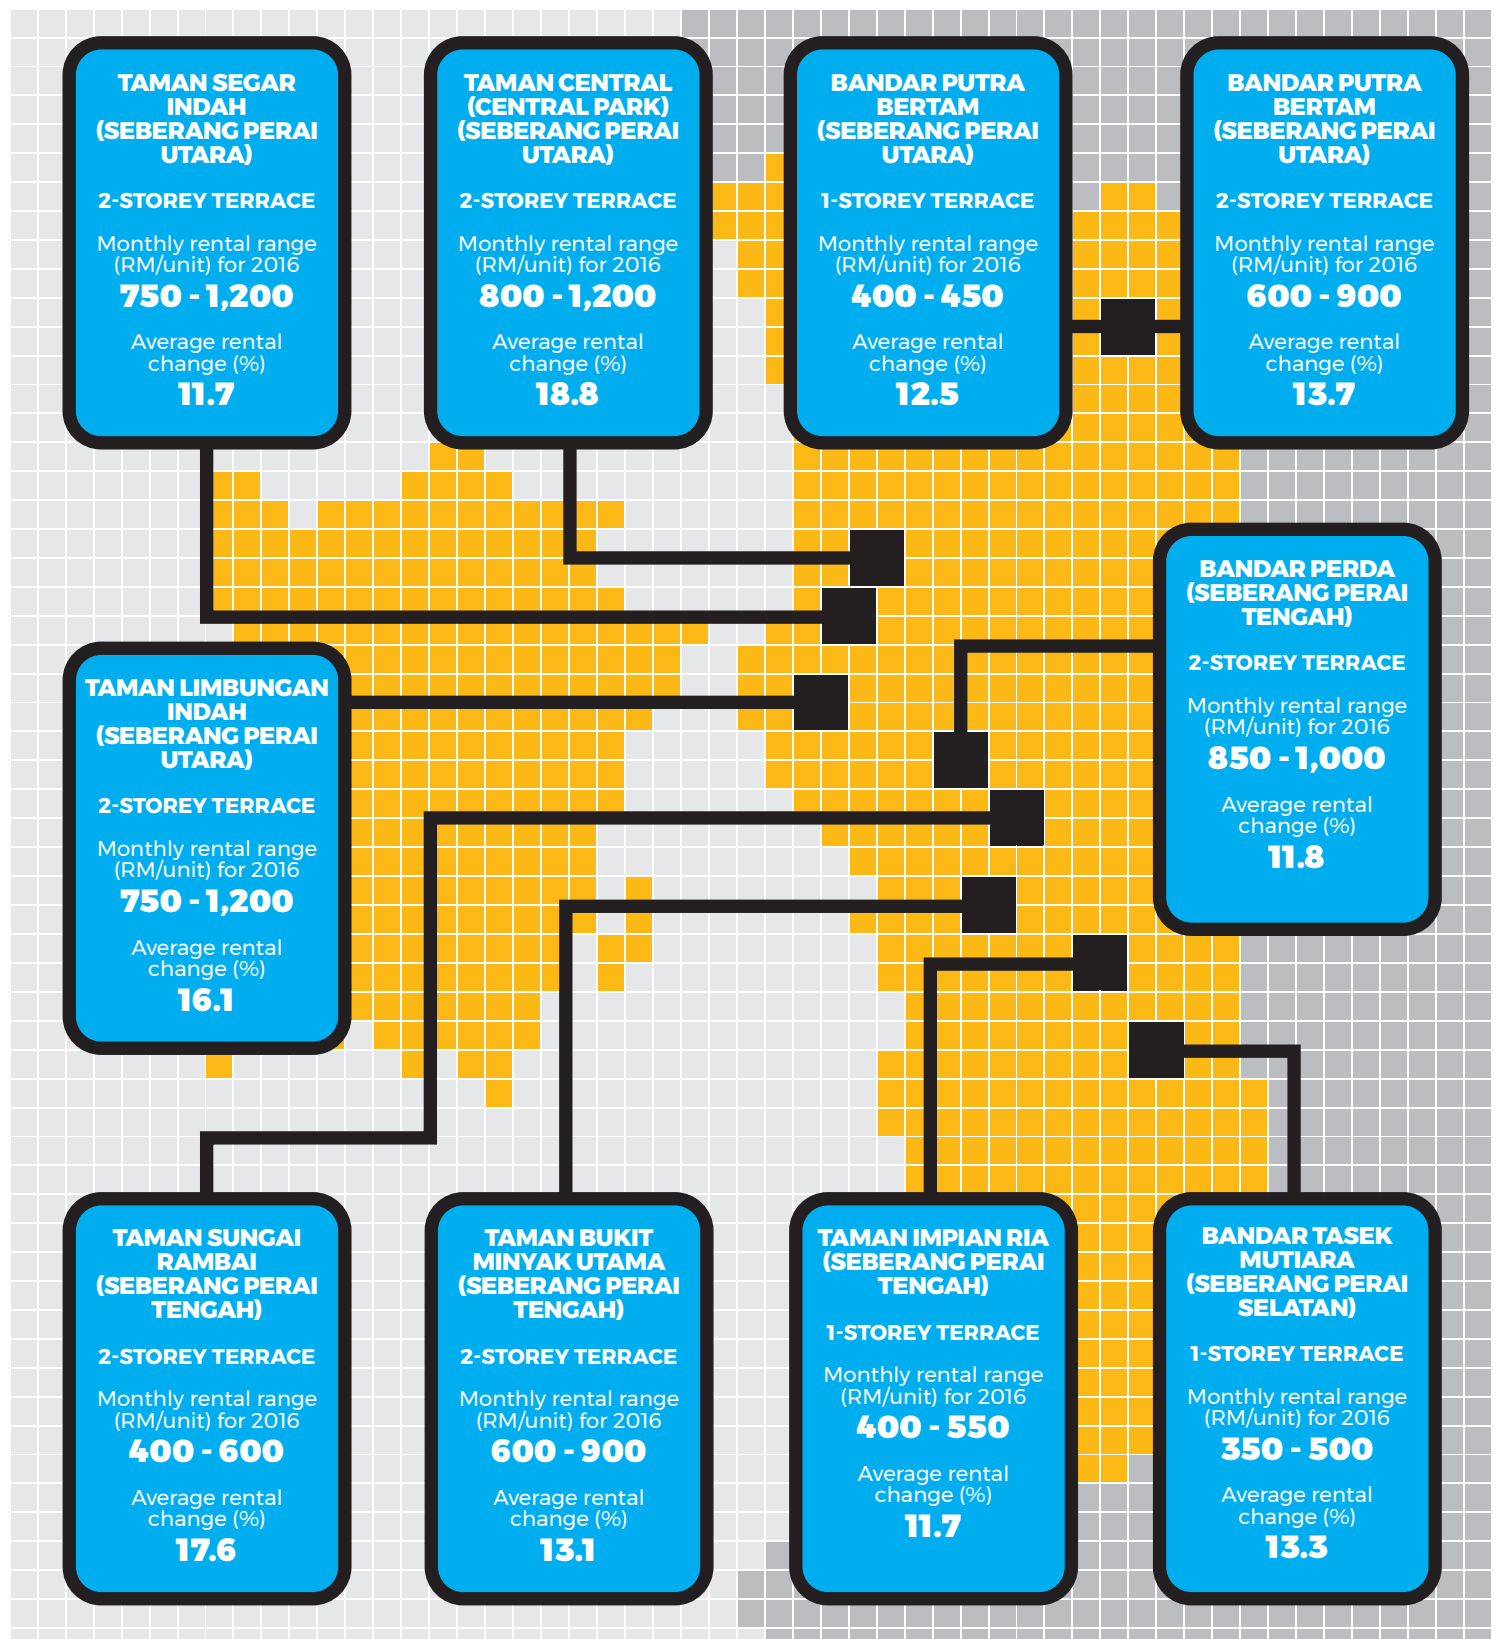 TAMAN SEGAR
INDAH
(SEBERANG PERAI
UTARA)
2-STOREY TERRACE
Monthly rental range
(RM/unit) for 2016
750 - 1,200
Average rental
change (%)
11.7
TAMAN CENTRAL
(CENTRAL PARK)
(SEBERANG PERAI
UTARA)
2-STOREY TERRACE
Monthly rental range
(RM/unit) for 2016
800 - 1,200
Average rental
change (%)
18.8
BANDAR PUTRA
BERTAM
(SEBERANG PERAI
UTARA)
1-STOREY TERRACE
Monthly rental range
(RM/unit) for 2016
400 - 450
Average rental
change (%)
12.5
BANDAR PUTRA
BERTAM
(SEBERANG PERAI
UTARA)
2-STOREY TERRACE
Monthly rental range
(RM/unit) for 2016
600 - 900
Average rental
change (%)
13.7
BANDAR PERDA
(SEBERANG PERAI
TENGAH)
2-STOREY TERRACE
Monthly rental range
(RM/unit) for 2016
850 - 1,000
Average rental
change (%)
11.8
TAMAN LIMBUNGAN
INDAH
(SEBERANG PERAI
UTARA)
2-STOREY TERRACE
Monthly rental range
(RM/unit) for 2016
750 - 1,200
Average rental
change (%)
16.1
TAMAN SUNGAI
RAMBAI
(SEBERANG PERAI
TENGAH)
2-STOREY TERRACE
Monthly rental range
(RM/unit) for 2016
400 - 600
Average rental
change (%)
17.6
TAMAN BUKIT
MINYAK UTAMA
(SEBERANG PERAI
TENGAH)
2-STOREY TERRACE
Monthly rental range
(RM/unit) for 2016
600 - 900
Average rental
change (%)
13.1
TAMAN IMPIAN RIA
(SEBERANG PERAI
TENGAH)
1-STOREY TERRACE
Monthly rental range
(RM/unit) for 2016
400 - 550
Average rental
change (%)
11.7
BANDAR TASEK
MUTIARA
(SEBERANG PERAI
SELATAN)
1-STOREY TERRACE
Monthly rental range
(RM/unit) for 2016
350 - 500
Average rental
change (%)
13.3